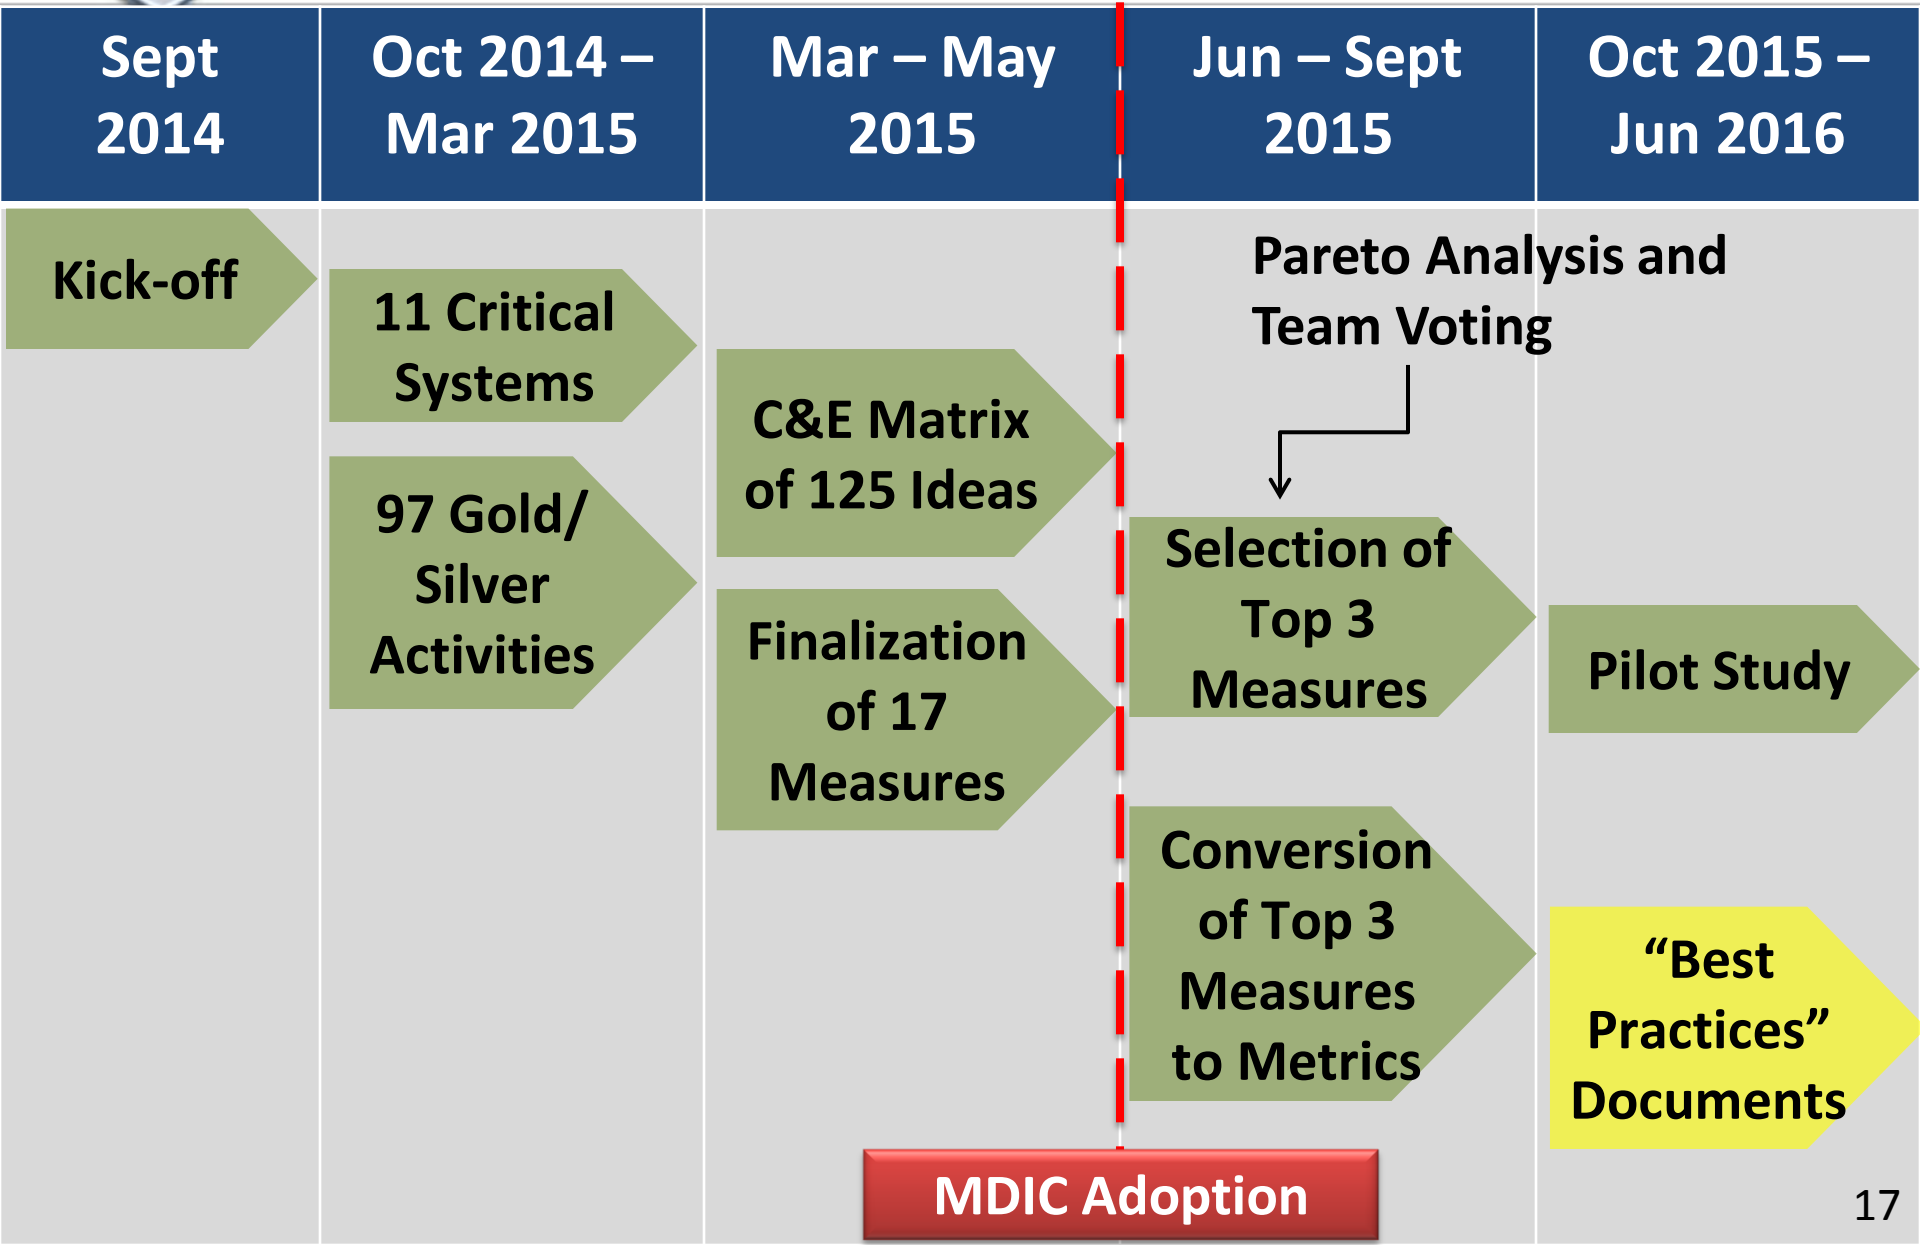 Sept
2014
Oct 2014 –
Mar 2015
Mar – May
2015
Jun – Sept
2015
Oct 2015 –
Jun 2016
Kick-off
11 Critical
Systems
97 Gold/
Silver
Activities
C&E Matrix
of 125 Ideas
Finalization
of 17
Measures
Pareto Analysis and
Team Voting
Selection of
Top 3
Measures
Conversion
of Top 3
Measures
to Metrics
Pilot Study
“Best
Practices”
Documents
MDIC Adoption
17